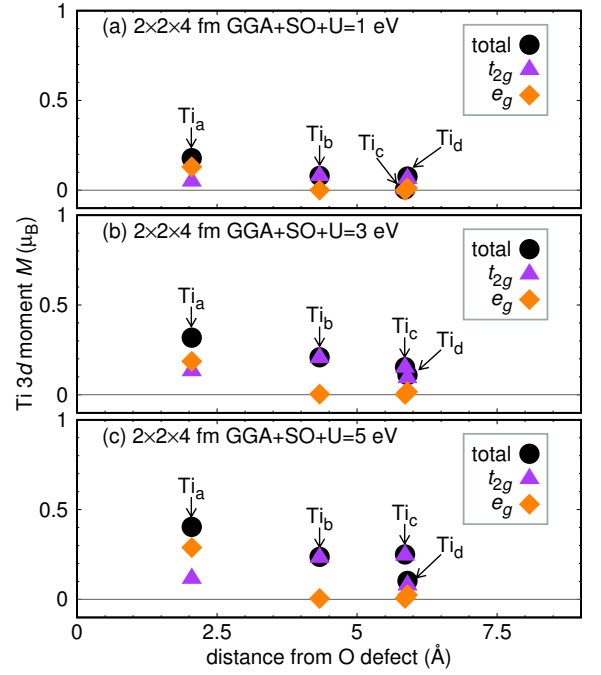 (a) 2×2×4 fm GGA+SO+U=1 eV
total
t2g
eg
Tia
Tib
Tic
Tid
1
0.5
0
(b) 2×2×4 fm GGA+SO+U=3 eV
total
t2g
eg
Tia
Tib
Tic
Tid
1
0.5
0
Ti 3d moment M (μB)
(c) 2×2×4 fm GGA+SO+U=5 eV
total
t2g
eg
Tia
Tib
Tic
Tid
1
0.5
0
0 2.5 5 7.5
distance from O defect (Å)